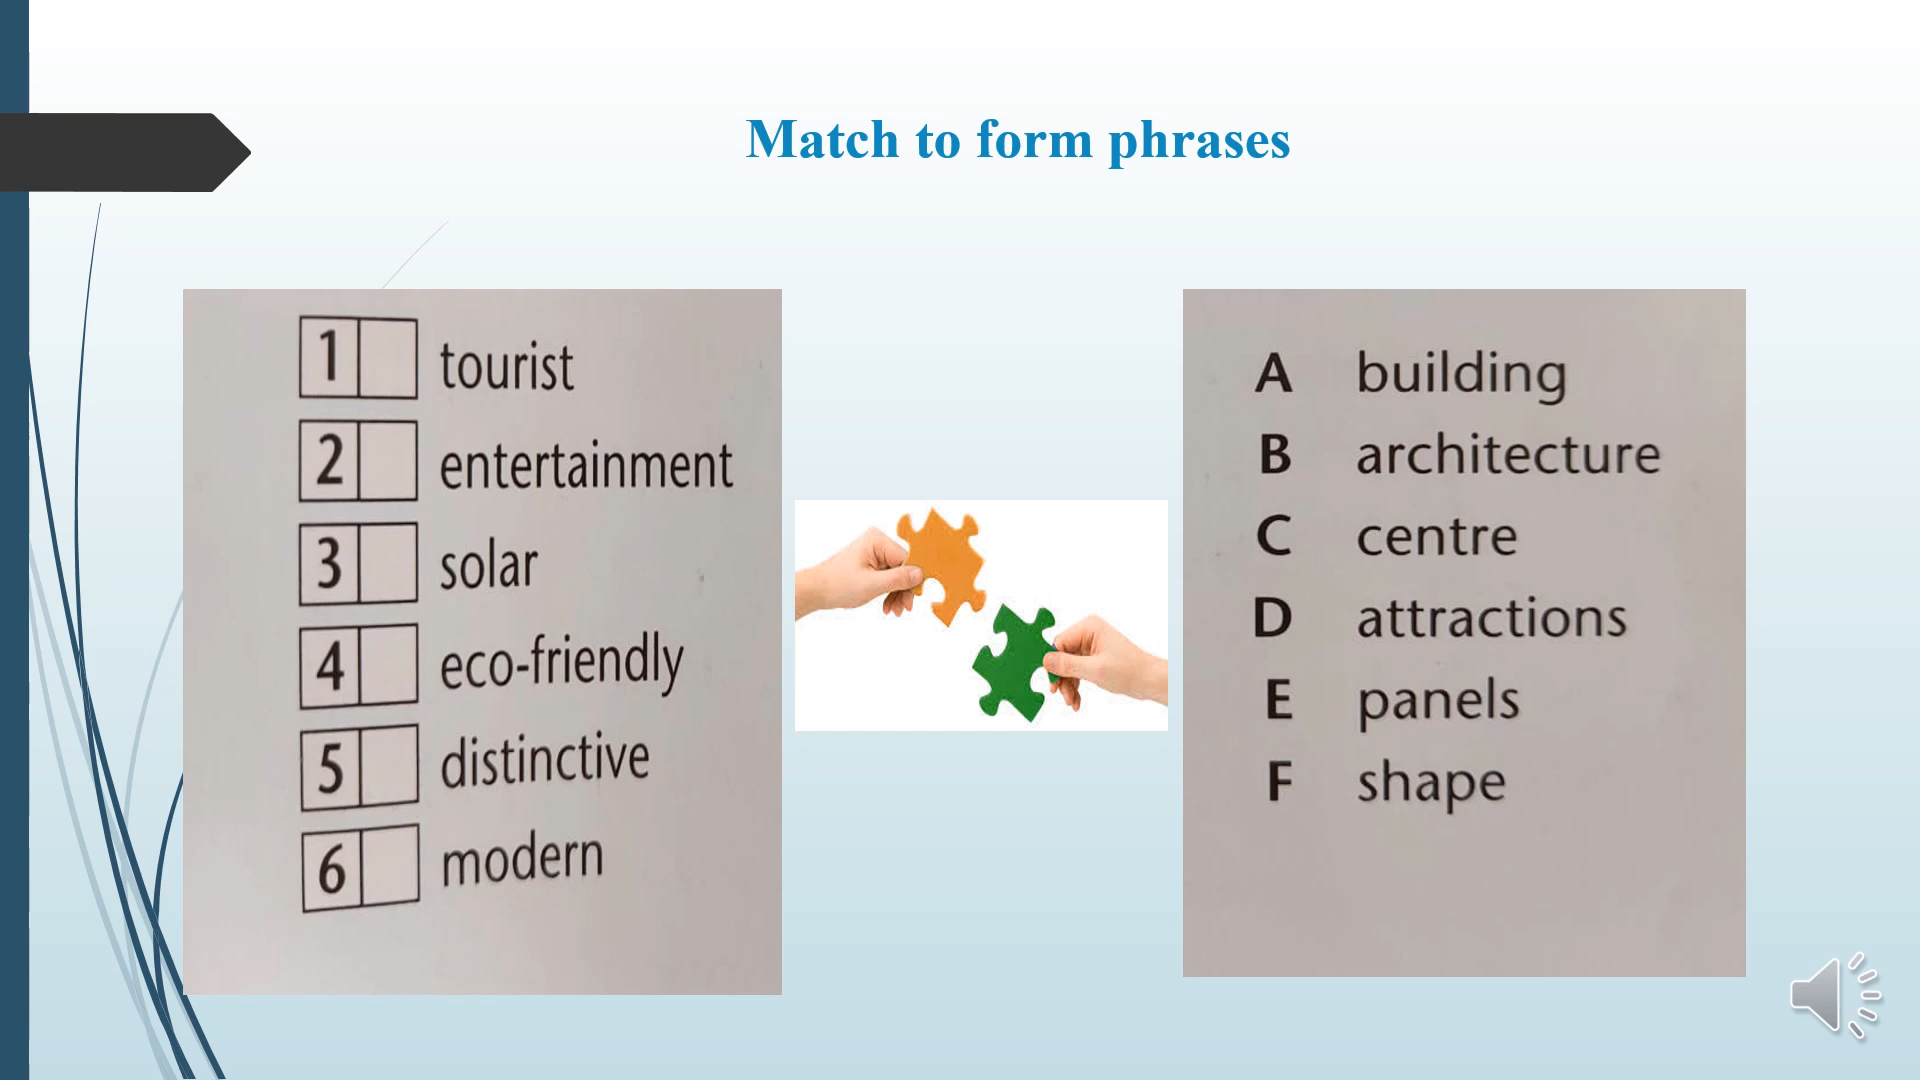 Match to form phrases
1 tourist
2 entertainment
3 solar
4 eco-friendly
5 distinctive
6 modern
A building
B architecture
C centre
D attractions
E panels
F shape